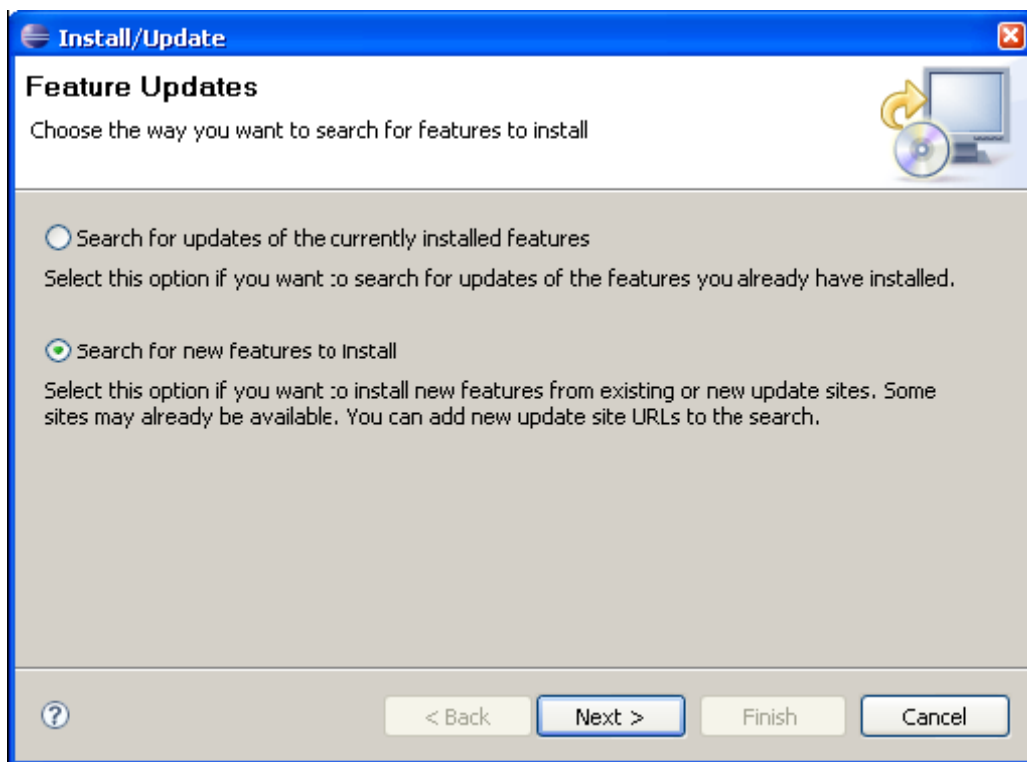 Install/Update
Feature Updates
Choose the way you want to search for features to install
Search for updates of the currently installed features
Select this option if you want to search for updates of the features you already have installed.
Search for new features to install
Select this option if you want to install new features from existing or new update sites. Some
sites may already be available. You can add new update site URLs to the search.
?
< Back
Next >
Finish
Cancel